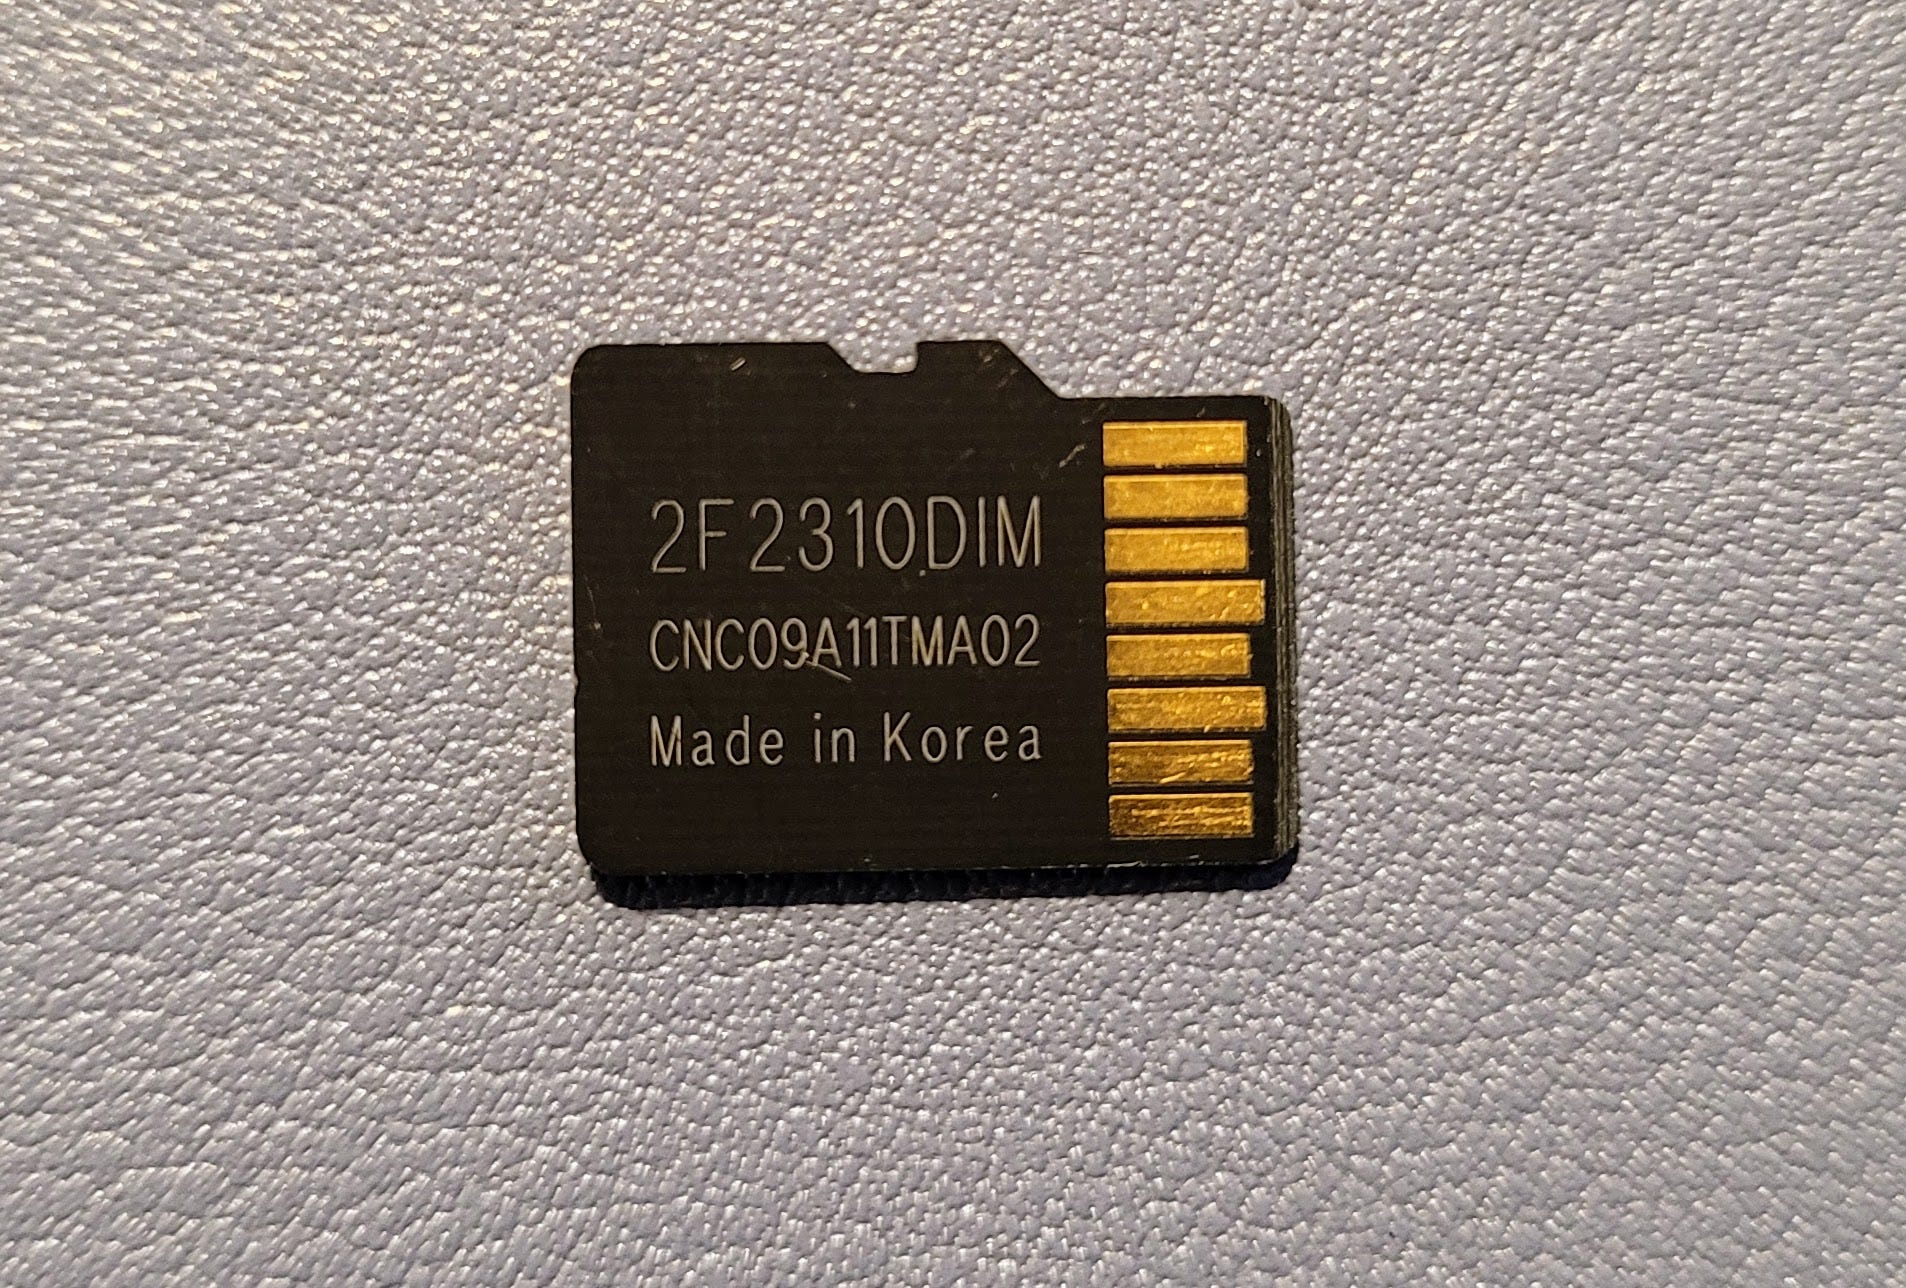 2F2310DIM
CNC09A11TMA02
Made in Korea